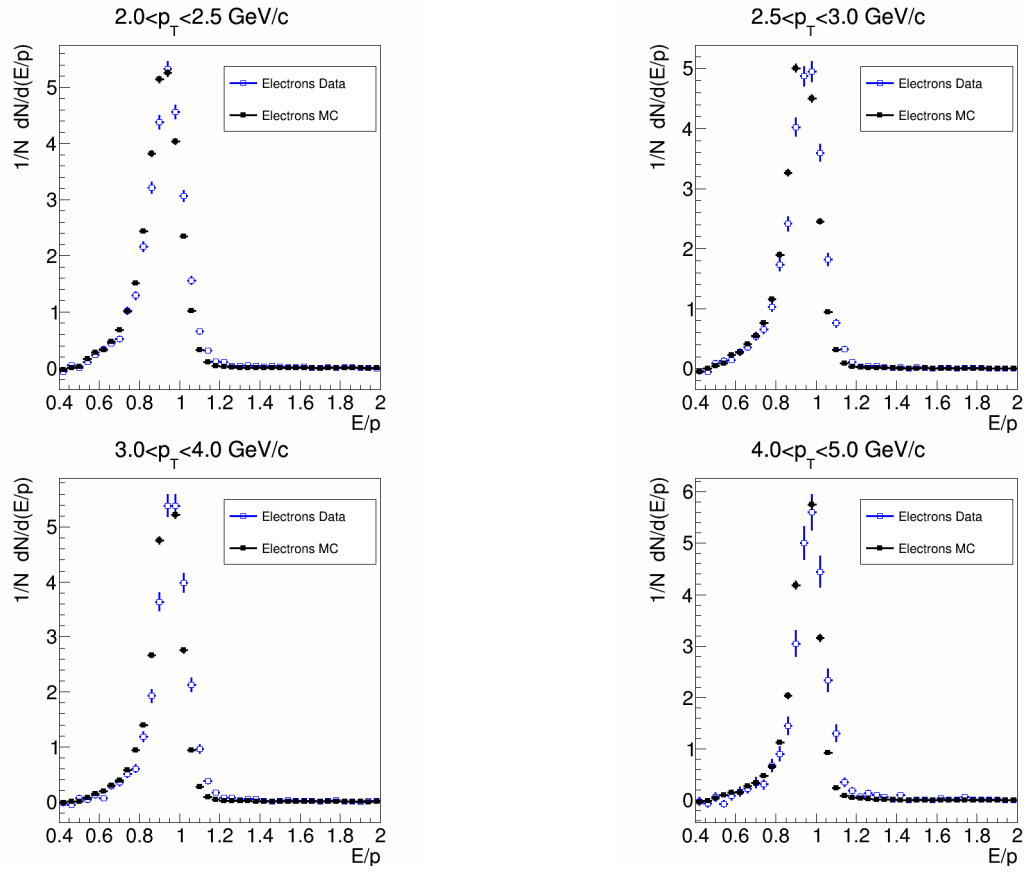 2.0<p_T<2.5 GeV/c
1/N dN/d(E/p)
5
4
3
2
1
0
Electrons Data
Electrons MC
0.4 0.6 0.8 1 1.2 1.4 1.6 1.8 2
E/p
2.5<p_T<3.0 GeV/c
1/N dN/d(E/p)
5
4
3
2
1
0
Electrons Data
Electrons MC
0.4 0.6 0.8 1 1.2 1.4 1.6 1.8 2
E/p
3.0<p_T<4.0 GeV/c
1/N dN/d(E/p)
5
4
3
2
1
0
Electrons Data
Electrons MC
0.4 0.6 0.8 1 1.2 1.4 1.6 1.8 2
E/p
4.0<p_T<5.0 GeV/c
1/N dN/d(E/p)
6
5
4
3
2
1
0
Electrons Data
Electrons MC
0.4 0.6 0.8 1 1.2 1.4 1.6 1.8 2
E/p